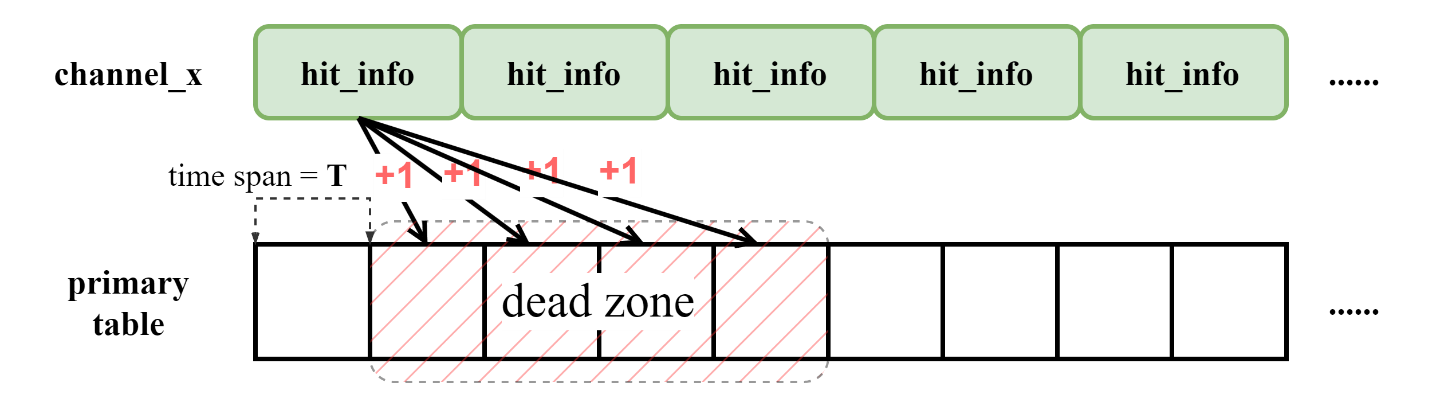 channel_x
hit_info
hit_info
hit_info
hit_info
hit_info
......
time span = T
+1
+1
+1
+1
primary
table
dead zone
......